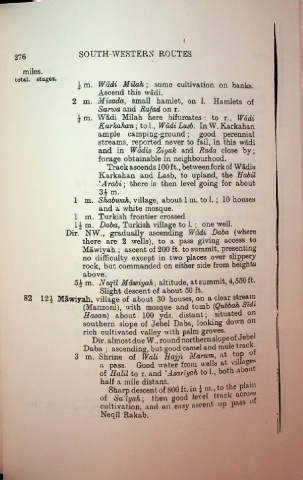 276 SOUTH-WESTERN ROUTES
miles.
total. stages.
½ m. Wādi Milah; some cultivation on banks.
Ascend this wādi.
2 m. Misada, small hamlet, on l. Hamlets of
Sarwa and Rafad on r.
½ m. Wādi Milah here bifurcates: to r., Wādi
Karkahan; to l., Wādi Lasb. In W. Karkahan
ample camping-ground; good perennial
streams, reported never to fail, in this wādi
and in Wādis Ziyak and Rada close by;
forage obtainable in neighbourhood.
Track ascends 100 ft., between fork of Wādis
Karkahan and Lasb, to upland, the Habil
'Arabi; there is then level going for about
3½ m.
1 m. Shabwah, village, about 1 m. to l.; 10 houses
and a white mosque.
1 m. Turkish frontier crossed.
1½ m. Daba, Turkish village to l.; one well.
Dir. NW., gradually ascending Wādi Daba (where
there are 2 wells), to a pass giving access to
Māwiyah; ascent of 200 ft. to summit, presenting
no difficulty except in two places over slippery
rock, but commanded on either side from heights
above.
5½ m. Neqīl Māwiyah; altitude, at summit, 4,550 ft.
Slight descent of about 50 ft.
82 12½ Māwiyah, village of about 30 houses, on a clear stream
(Manzoni), with mosque and tomb (Qubbah Sidi
Hasan) about 100 yds. distant; situated on
southern slope of Jebel Daba, looking down on
rich cultivated valley with palm groves.
Dir. almost due W., round northern slope of Jebel
Daba; ascending, but good camel and mule track.
3 m. Shrine of Wali Hajji Marum, at top of
a pass. Good water from wells at villages
of Halil to r. and 'Asariyah to l., both about
half a mile distant.
Sharp descent of 800 ft. in ½ m., to the plain
of Sa'iyah; then good level track across
cultivation, and an easy ascent up pass of
Neqīl Rakab.